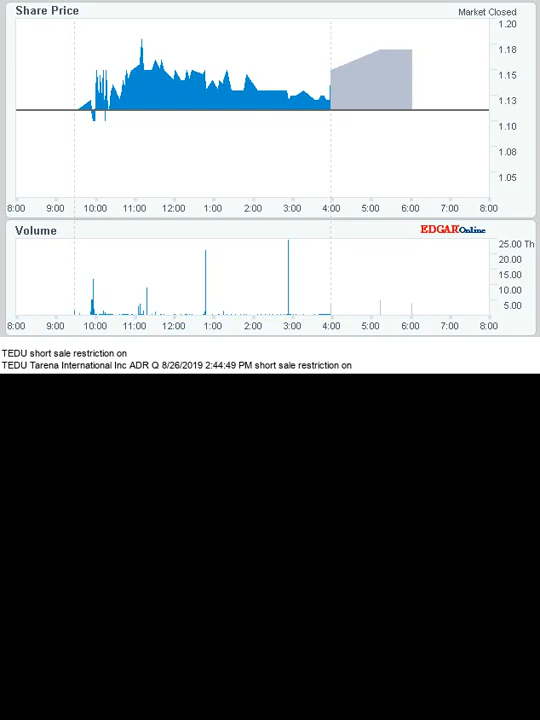 Share Price
Market Closed
1.20
1.18
1.15
1.13
1.10
1.08
1.05
8:00 9:00 10:00 11:00 12:00 1:00 2:00 3:00 4:00 5:00 6:00 7:00 8:00
Volume
EDGAR Online
25.00 Th
20.00
15.00
10.00
5.00
8:00 9:00 10:00 11:00 12:00 1:00 2:00 3:00 4:00 5:00 6:00 7:00 8:00
TEDU short sale restriction on
TEDU Tarena International Inc ADR Q 8/26/2019 2:44:49 PM short sale restriction on